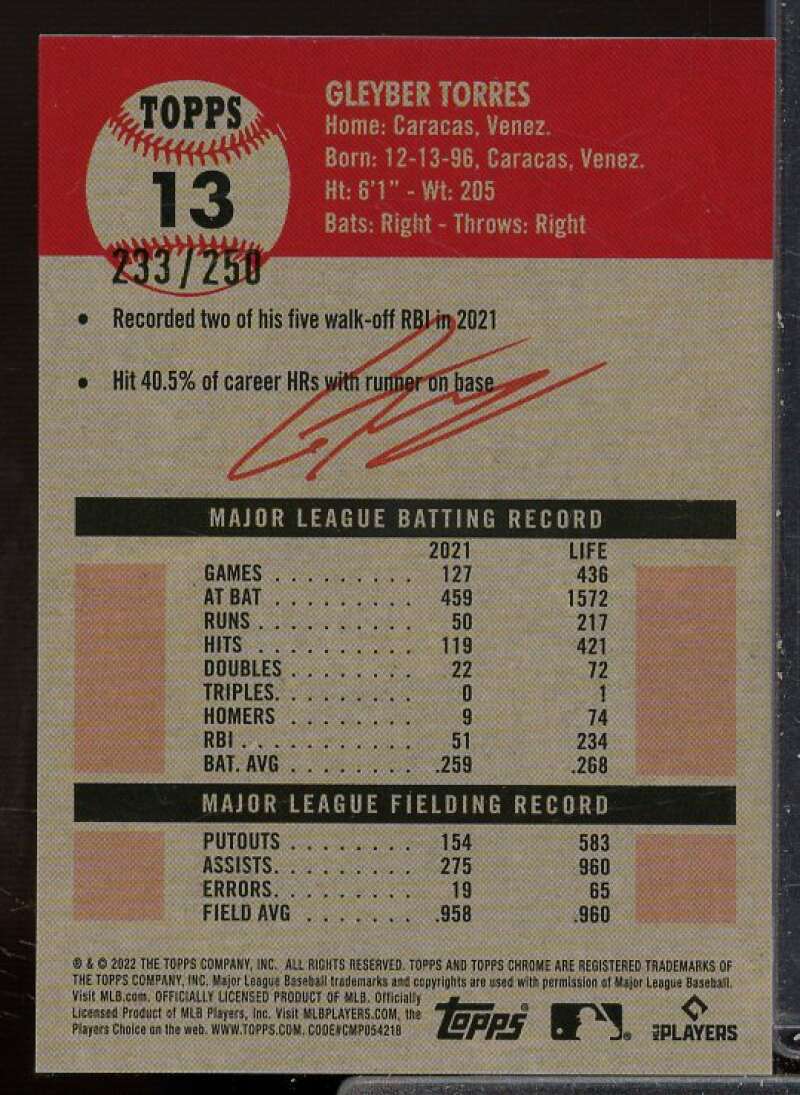 TOPPS
13
233/250
GLEYBER TORRES
Home: Caracas, Venez.
Born: 12-13-96, Caracas, Venez.
Ht: 6'1" - Wt: 205
Bats: Right - Throws: Right
• Recorded two of his five walk-off RBI in 2021
• Hit 40.5% of career HRs with runner on base
MAJOR LEAGUE BATTING RECORD
2021 LIFE
GAMES . . . . . . . . . 127 436
AT BAT . . . . . . . . . 459 1572
RUNS . . . . . . . . . . 50 217
HITS . . . . . . . . . . 119 421
DOUBLES . . . . . . . . 22 72
TRIPLES. . . . . . . . . 0 1
HOMERS . . . . . . . . 9 74
RBI . . . . . . . . . . . 51 234
BAT. AVG . . . . . . . . .259 .268
MAJOR LEAGUE FIELDING RECORD
PUTOUTS . . . . . . . . 154 583
ASSISTS. . . . . . . . . 275 960
ERRORS. . . . . . . . . 19 65
FIELD AVG . . . . . . . .958 .960
® & © 2022 THE TOPPS COMPANY, INC. ALL RIGHTS RESERVED. TOPPS AND TOPPS CHROME ARE REGISTERED TRADEMARKS OF
THE TOPPS COMPANY, INC. Major League Baseball trademarks and copyrights are used with permission of Major League Baseball.
Visit MLB.com. OFFICIALLY LICENSED PRODUCT OF MLB. Officially
Licensed Product of MLB Players, Inc. Visit MLBPLAYERS.COM, the
Players Choice on the web. WWW.TOPPS.COM. CODE#CMP054218
topps®
MLB PLAYERS